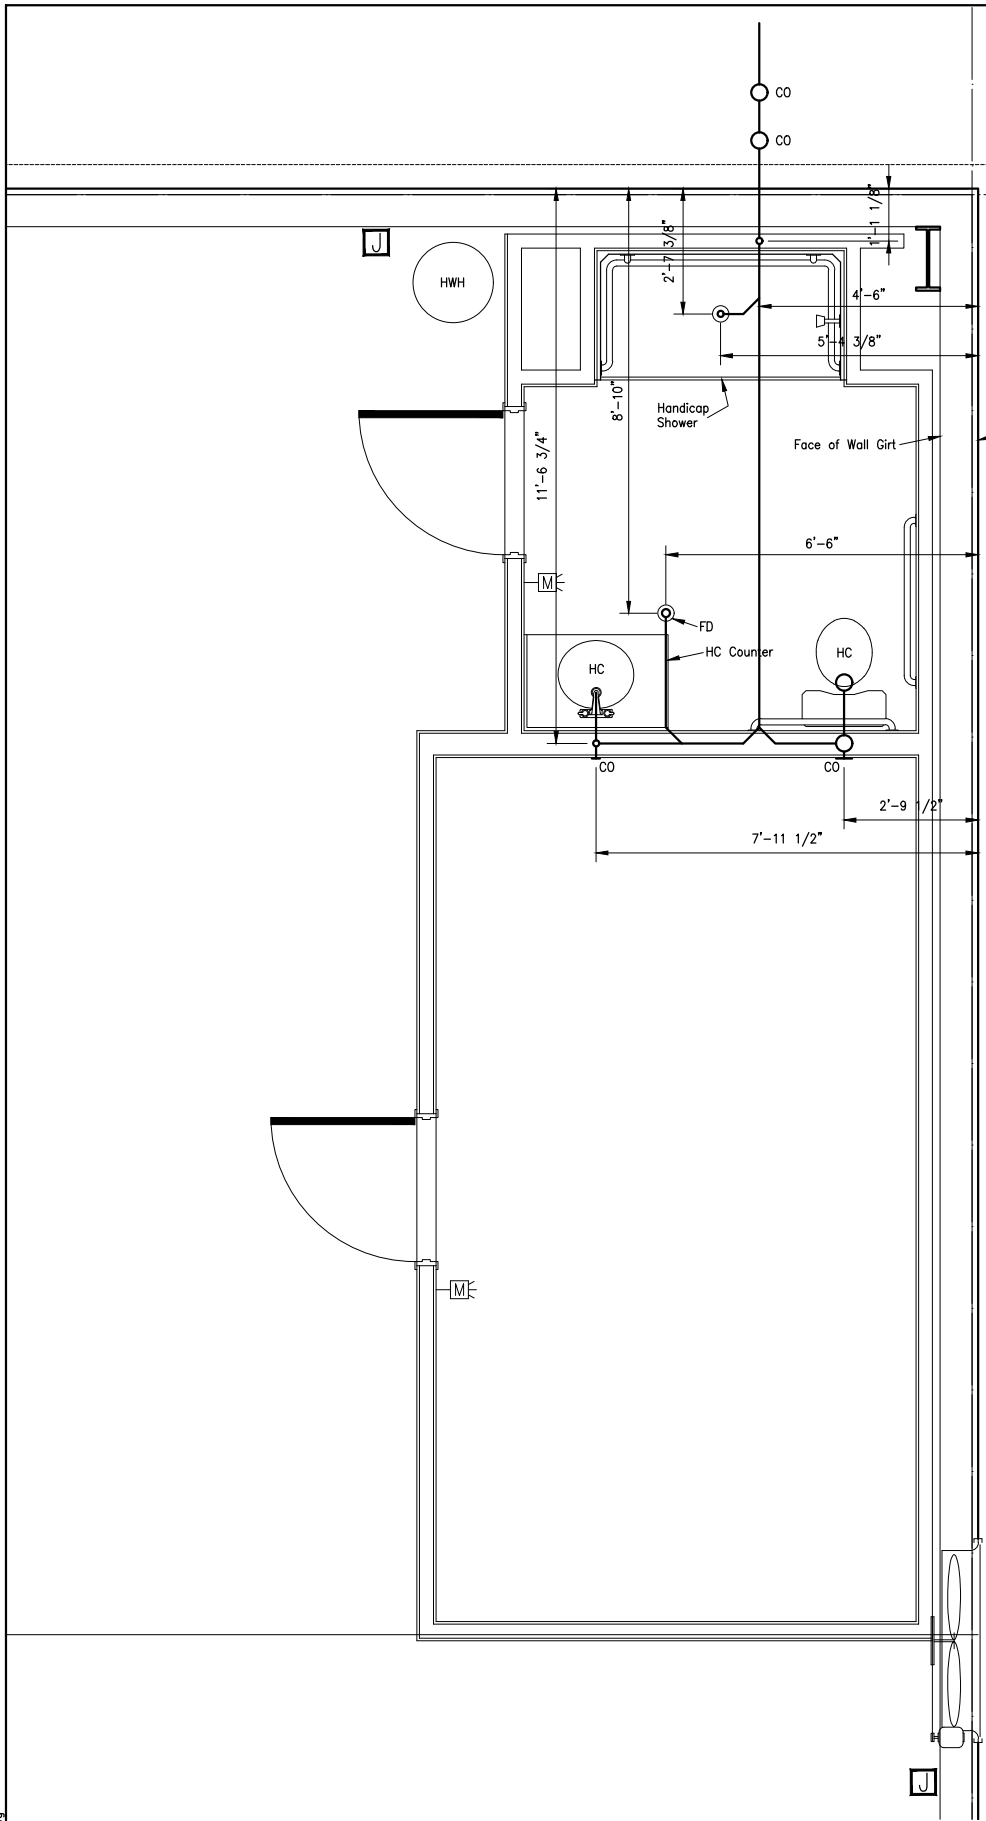 CO
CO
1'-1 1/8"
J
2'-7 3/8"
HWH
4'-6"
5'-4 3/8"
8'-10"
Handicap
Shower
11'-6 3/4"
Face of Wall Girt
6'-6"
M
FD
HC Counter
HC
HC
CO
CO
2'-9 1/2"
7'-11 1/2"
M
J